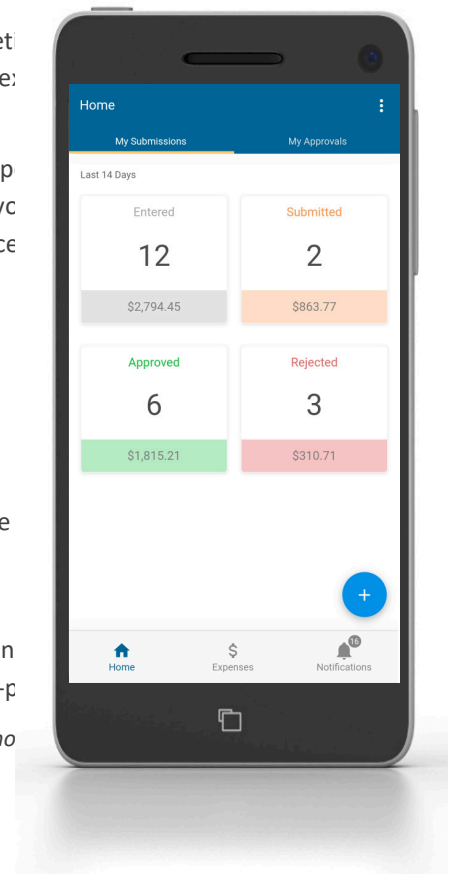 Home
My Submissions My Approvals
Last 14 Days
Entered Submitted
12 2
$2,794.45 $863.77
Approved Rejected
6 3
$1,815.21 $310.71
+
16
Home Expenses Notifications